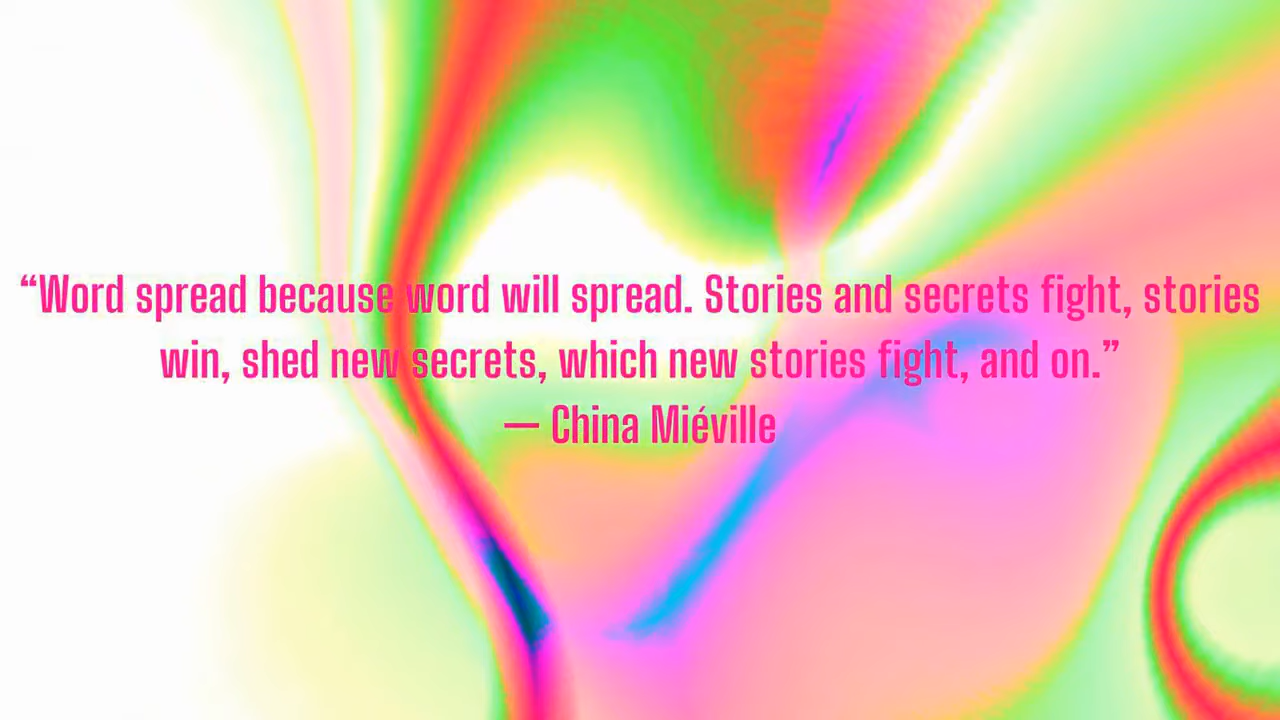 “Word spread because word will spread. Stories and secrets fight, stories
win, shed new secrets, which new stories fight, and on.”
— China Miéville